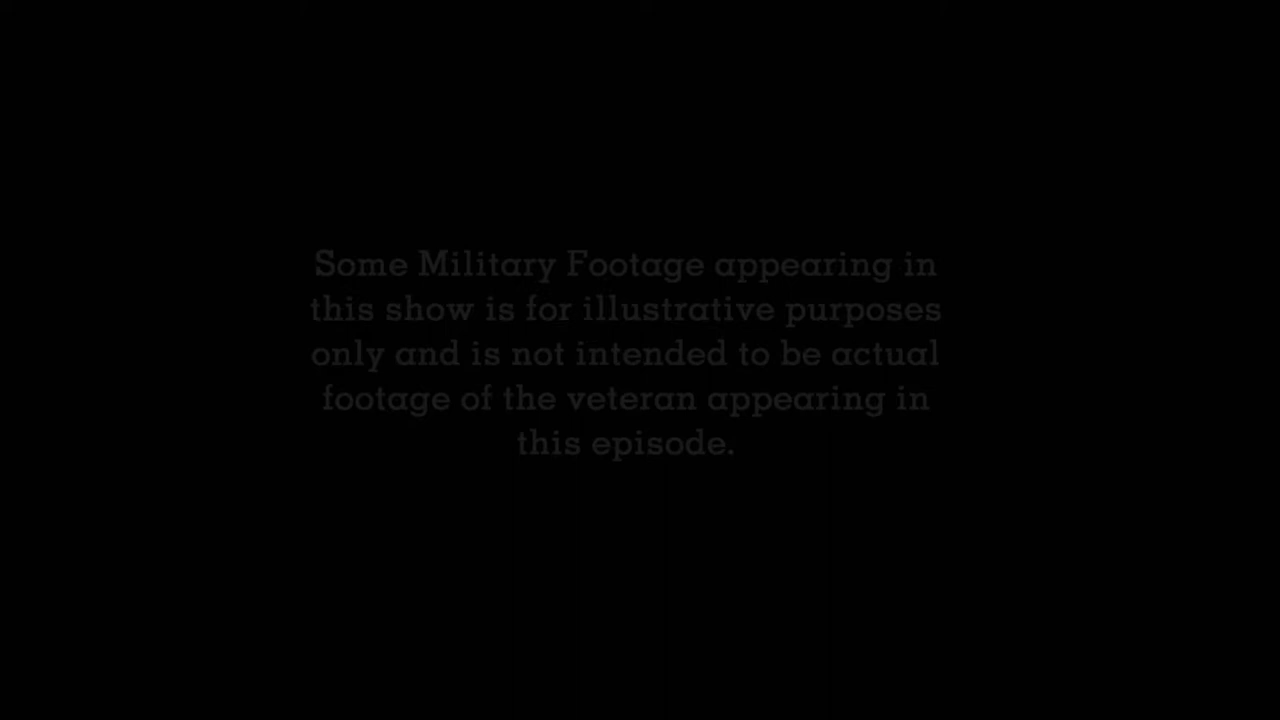 Some Military Footage appearing in
this show is for illustrative purposes
only and is not intended to be actual
footage of the veteran appearing in
this episode.